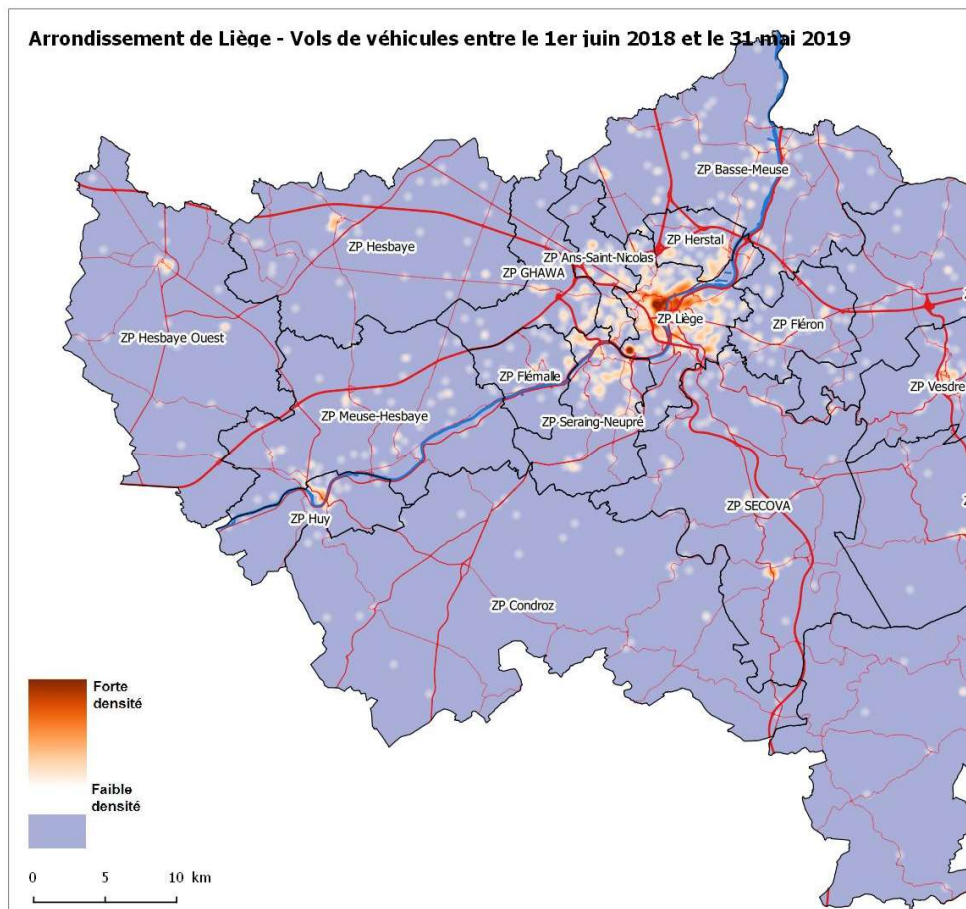 Arrondissement de Liège - Vols de véhicules entre le 1er juin 2018 et le 31 mai 2019
ZP Basse-Meuse
ZP Herstal
ZP Hesbaye
ZP Ans-Saint-Nicolas
ZP GHAWA
ZP Liège
ZP Fléron
ZP Hesbaye Ouest
ZP Flémalle
ZP Vesdre
ZP Meuse-Hesbaye
ZP Seraing-Neupré
ZP SECOVA
ZP Huy
ZP Condroz
Forte
densité
Faible
densité
0 5 10 km